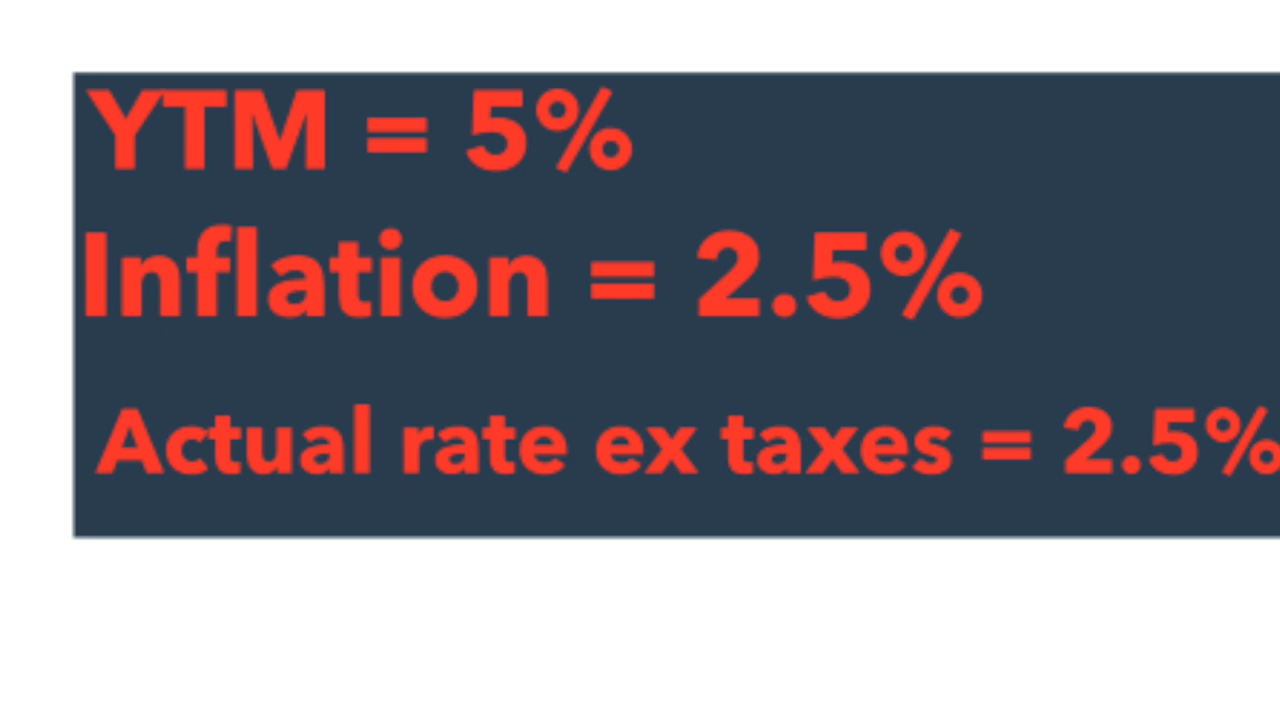 YTM = 5%
Inflation = 2.5%
Actual rate ex taxes = 2.5%